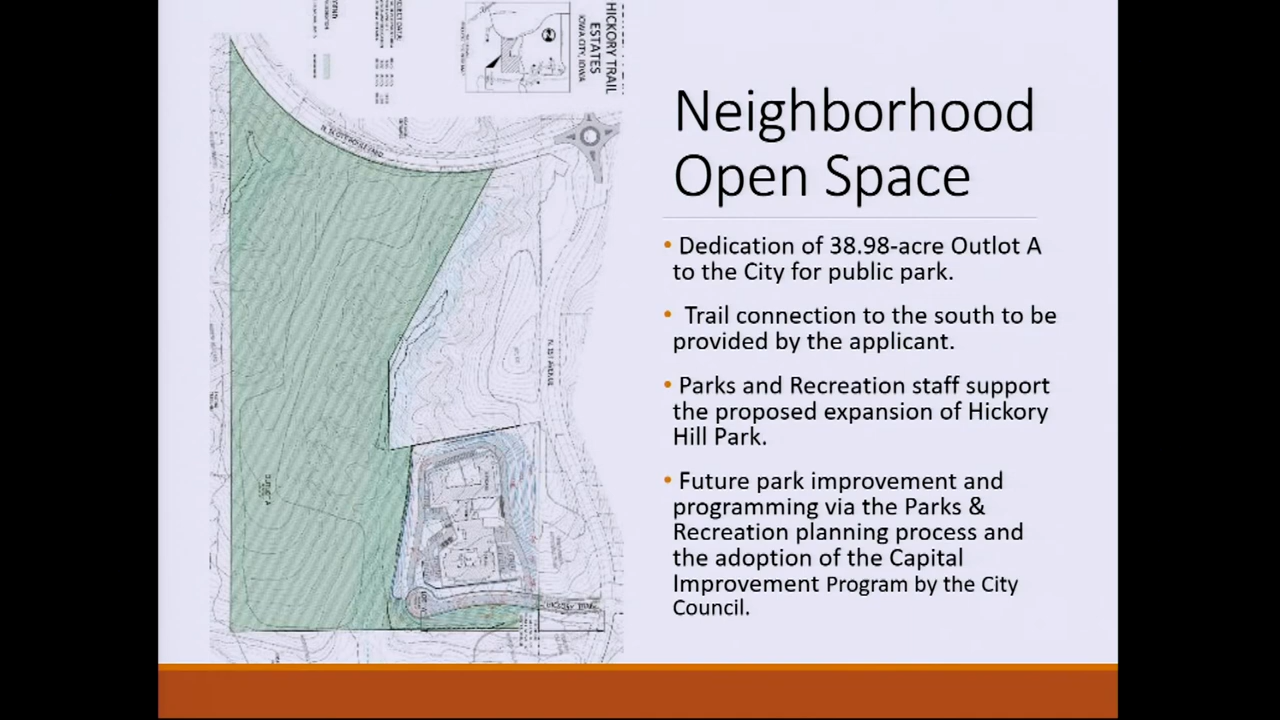 HICKORY TRAIL
ESTATES
IOWA CITY, IOWA
N. 1ST AVENUE
OUTLOT A
Neighborhood
Open Space
• Dedication of 38.98-acre Outlot A
to the City for public park.
• Trail connection to the south to be
provided by the applicant.
• Parks and Recreation staff support
the proposed expansion of Hickory
Hill Park.
• Future park improvement and
programming via the Parks &
Recreation planning process and
the adoption of the Capital
Improvement Program by the City
Council.